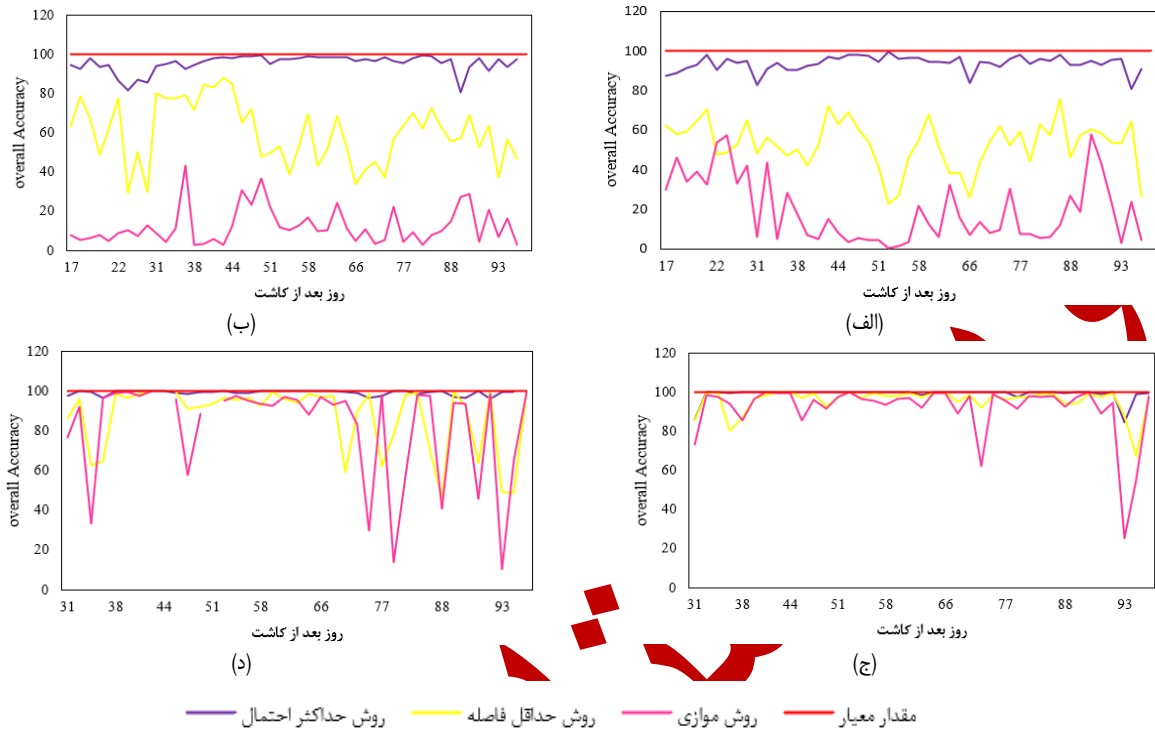 120
100
80
60
40
20
0
overall Accuracy
17 22 31 38 44 51 58 66 77 88 93
روز بعد از کاشت
(الف)
120
100
80
60
40
20
0
overall Accuracy
17 22 31 38 44 51 58 66 77 88 93
روز بعد از کاشت
(ب)
120
100
80
60
40
20
0
overall Accuracy
31 38 44 51 58 66 77 88 93
روز بعد از کاشت
(ج)
120
100
80
60
40
20
0
overall Accuracy
31 38 44 51 58 66 77 88 93
روز بعد از کاشت
(د)
مقدار معیار روش موازی روش حداقل فاصله روش حداکثر احتمال